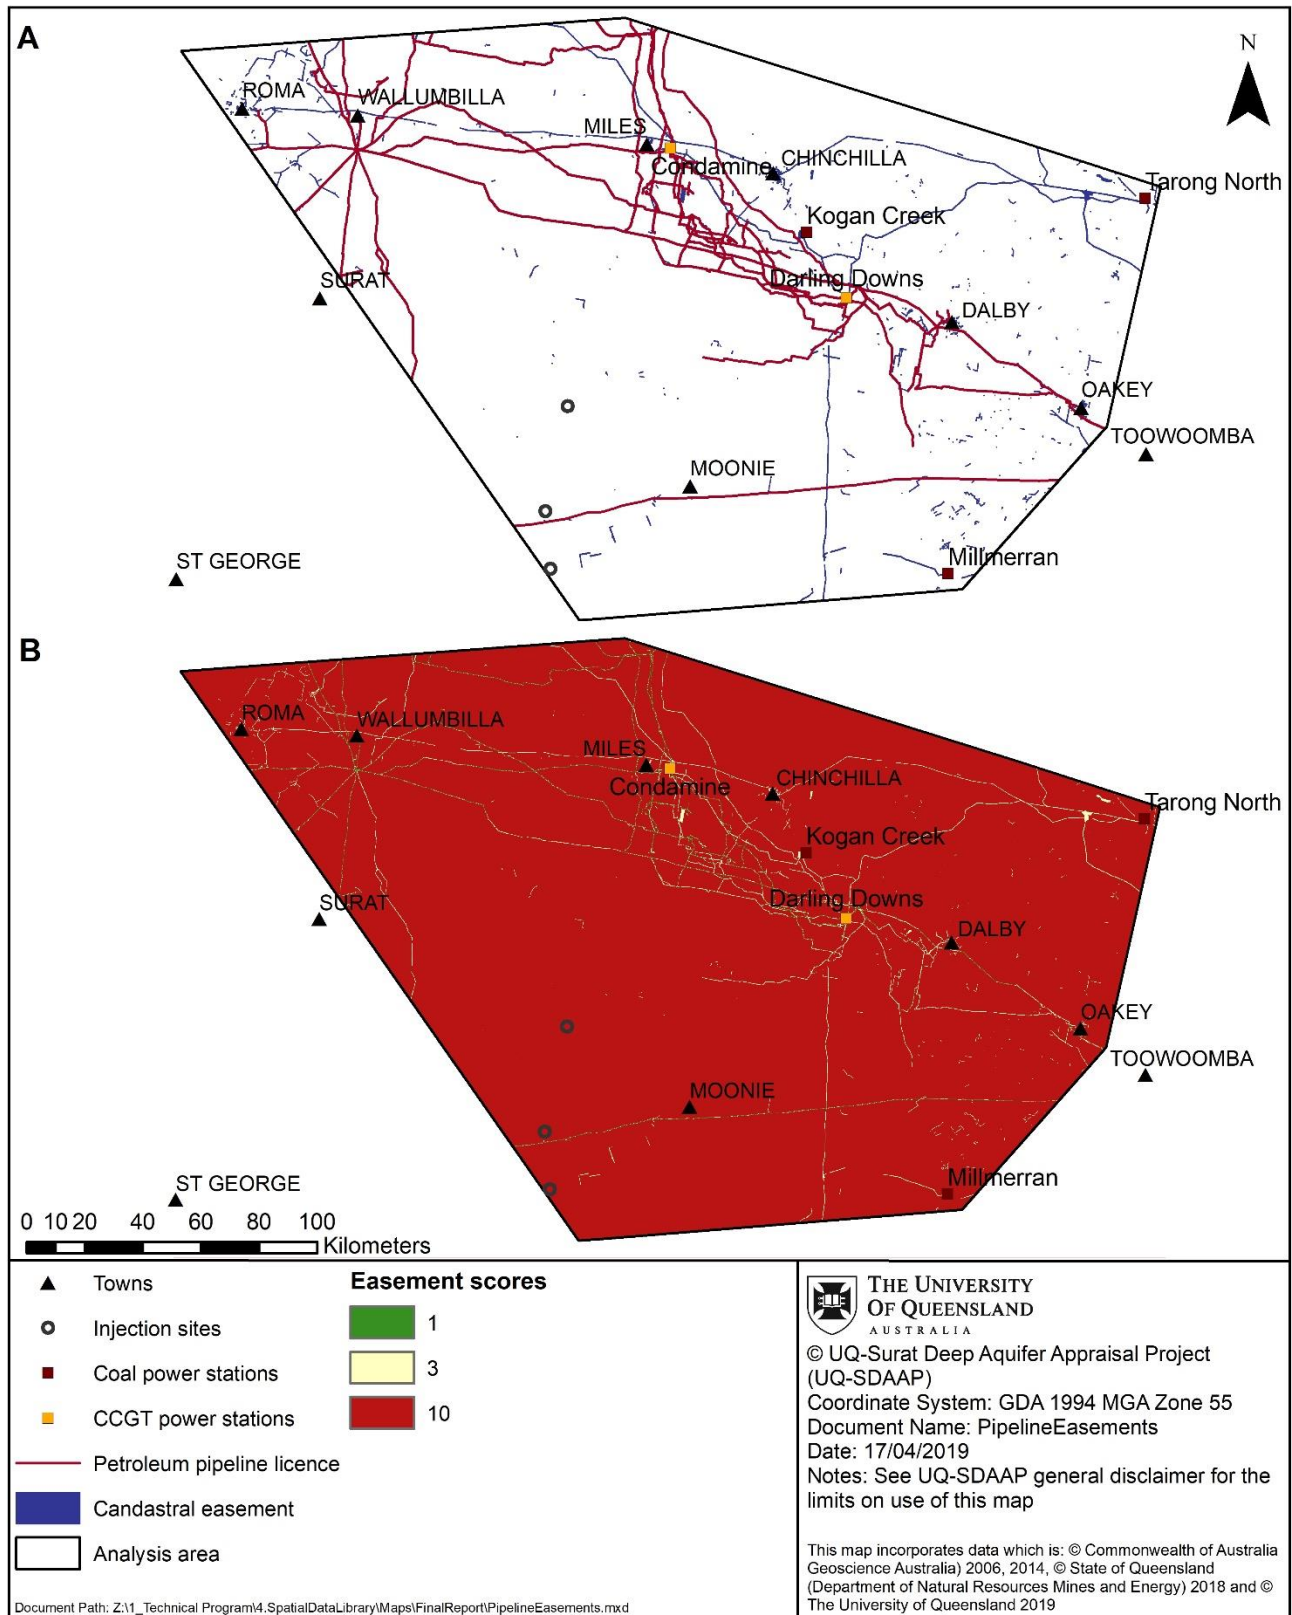 A
N
ROMA
WALLUMBILLA
MILES
Condamine
CHINCHILLA
Tarong North
Kogan Creek
SURAT
Darling Downs
DALBY
OAKEY
TOOWOOMBA
MOONIE
ST GEORGE
Millmerran
B
ROMA
WALLUMBILLA
MILES
Condamine
CHINCHILLA
Tarong North
Kogan Creek
Darling Downs
SURAT
DALBY
OAKEY
TOOWOOMBA
MOONIE
ST GEORGE
Millmerran
0 10 20 40 60 80 100
Kilometers
Towns
Injection sites
Coal power stations
CCGT power stations
Petroleum pipeline licence
Candastral easement
Analysis area
Easement scores
1
3
10
THE UNIVERSITY
OF QUEENSLAND
AUSTRALIA
© UQ-Surat Deep Aquifer Appraisal Project
(UQ-SDAAP)
Coordinate System: GDA 1994 MGA Zone 55
Document Name: PipelineEasements
Date: 17/04/2019
Notes: See UQ-SDAAP general disclaimer for the
limits on use of this map
This map incorporates data which is: © Commonwealth of Australia
Geoscience Australia) 2006, 2014, © State of Queensland
(Department of Natural Resources Mines and Energy) 2018 and ©
The University of Queensland 2019
Document Path: Z:\1_Technical Program\4.SpatialDataLibrary\Maps\FinalReport\PipelineEasements.mxd